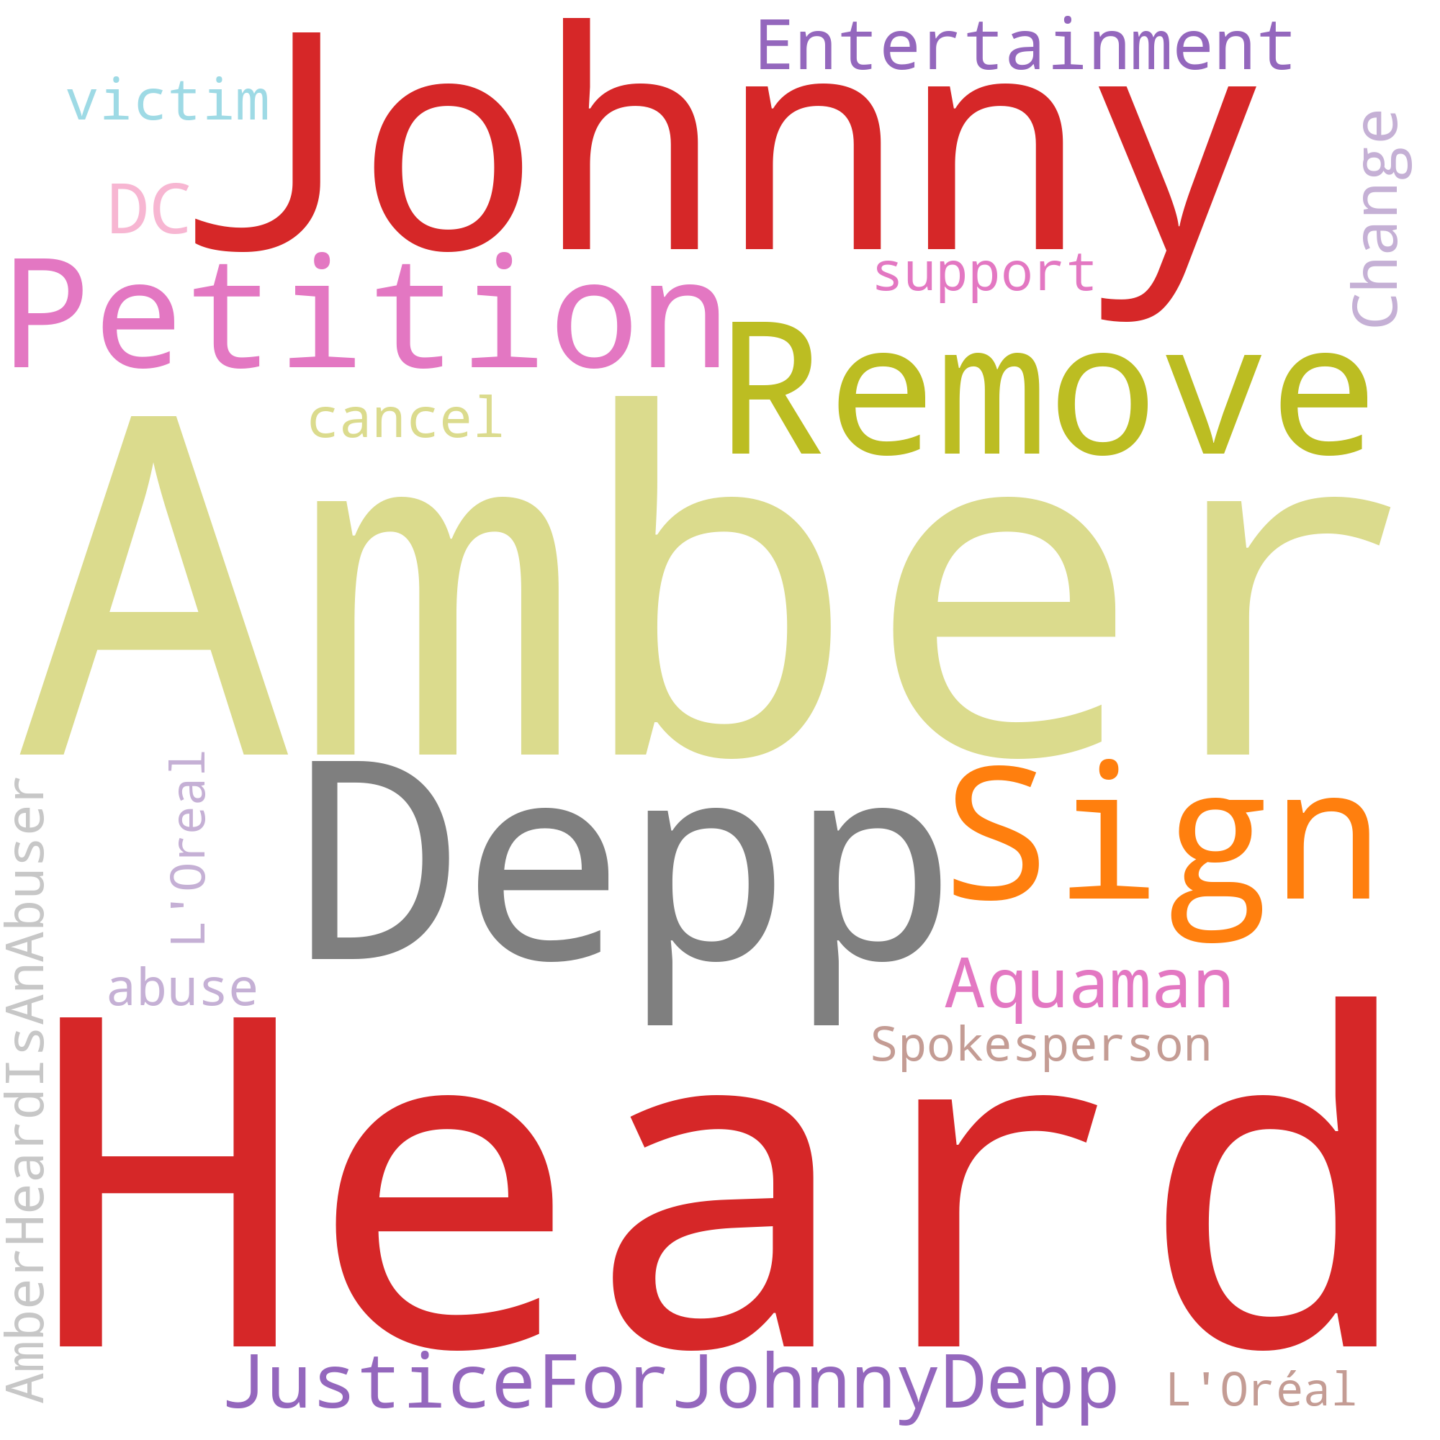 Entertainment
Johnny
victim
Change
DC
support
Petition
Remove
cancel
Amber
L'Oreal
Depp
Sign
AmberHeardIsAnAbuser
abuse
Aquaman
Spokesperson
Heard
JusticeForJohnnyDepp
L'Oréal